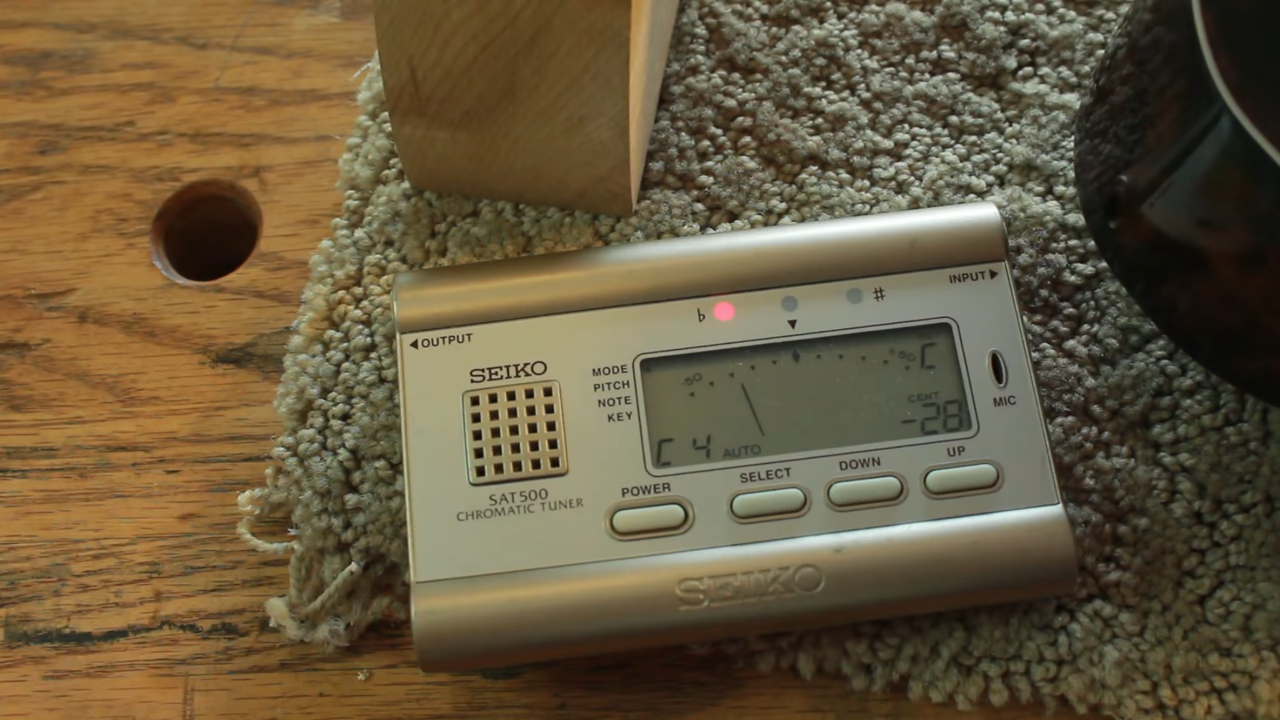 INPUT▶
♭ #
◀OUTPUT
SEIKO
MODE
PITCH
NOTE
KEY
-50 +50 C
CENT
-28
C 4 AUTO
SAT500
CHROMATIC TUNER
POWER
SELECT
DOWN
UP
MIC
SEIKO